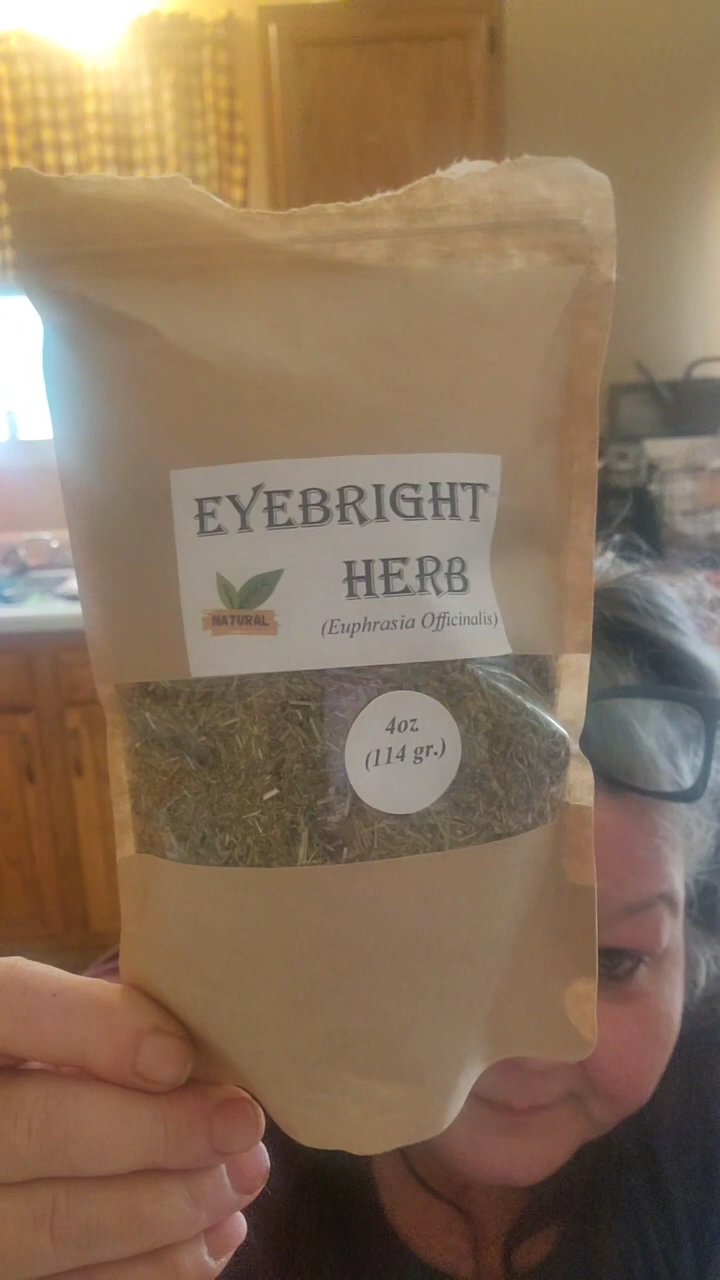 EYEBRIGHT
HERB
NATURAL
(Euphrasia Officinalis)
4oz
(114 gr.)